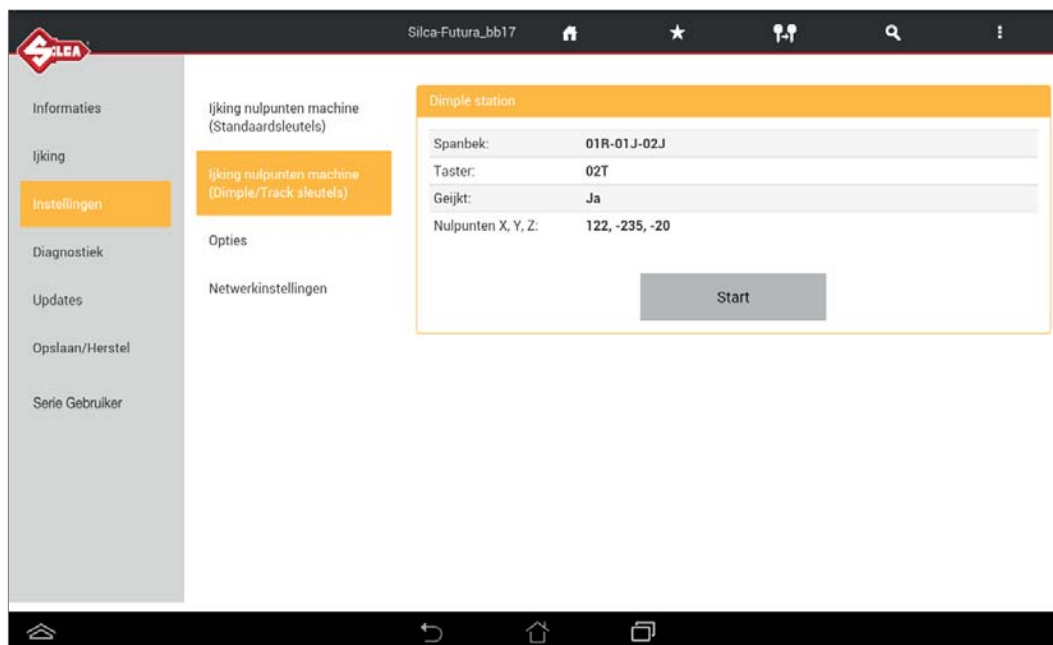 SILCA
Silca-Futura_bb17
Informaties
Ijking
Instellingen
Diagnostiek
Updates
Opslaan/Herstel
Serie Gebruiker
Ijking nulpunten machine
(Standaardsleutels)
Ijking nulpunten machine
(Dimple/Track sleutels)
Opties
Netwerkinstellingen
Dimple station
Spanbek: 01R-01J-02J
Taster: 02T
Geijkt: Ja
Nulpunten X, Y, Z: 122, -235, -20
Start